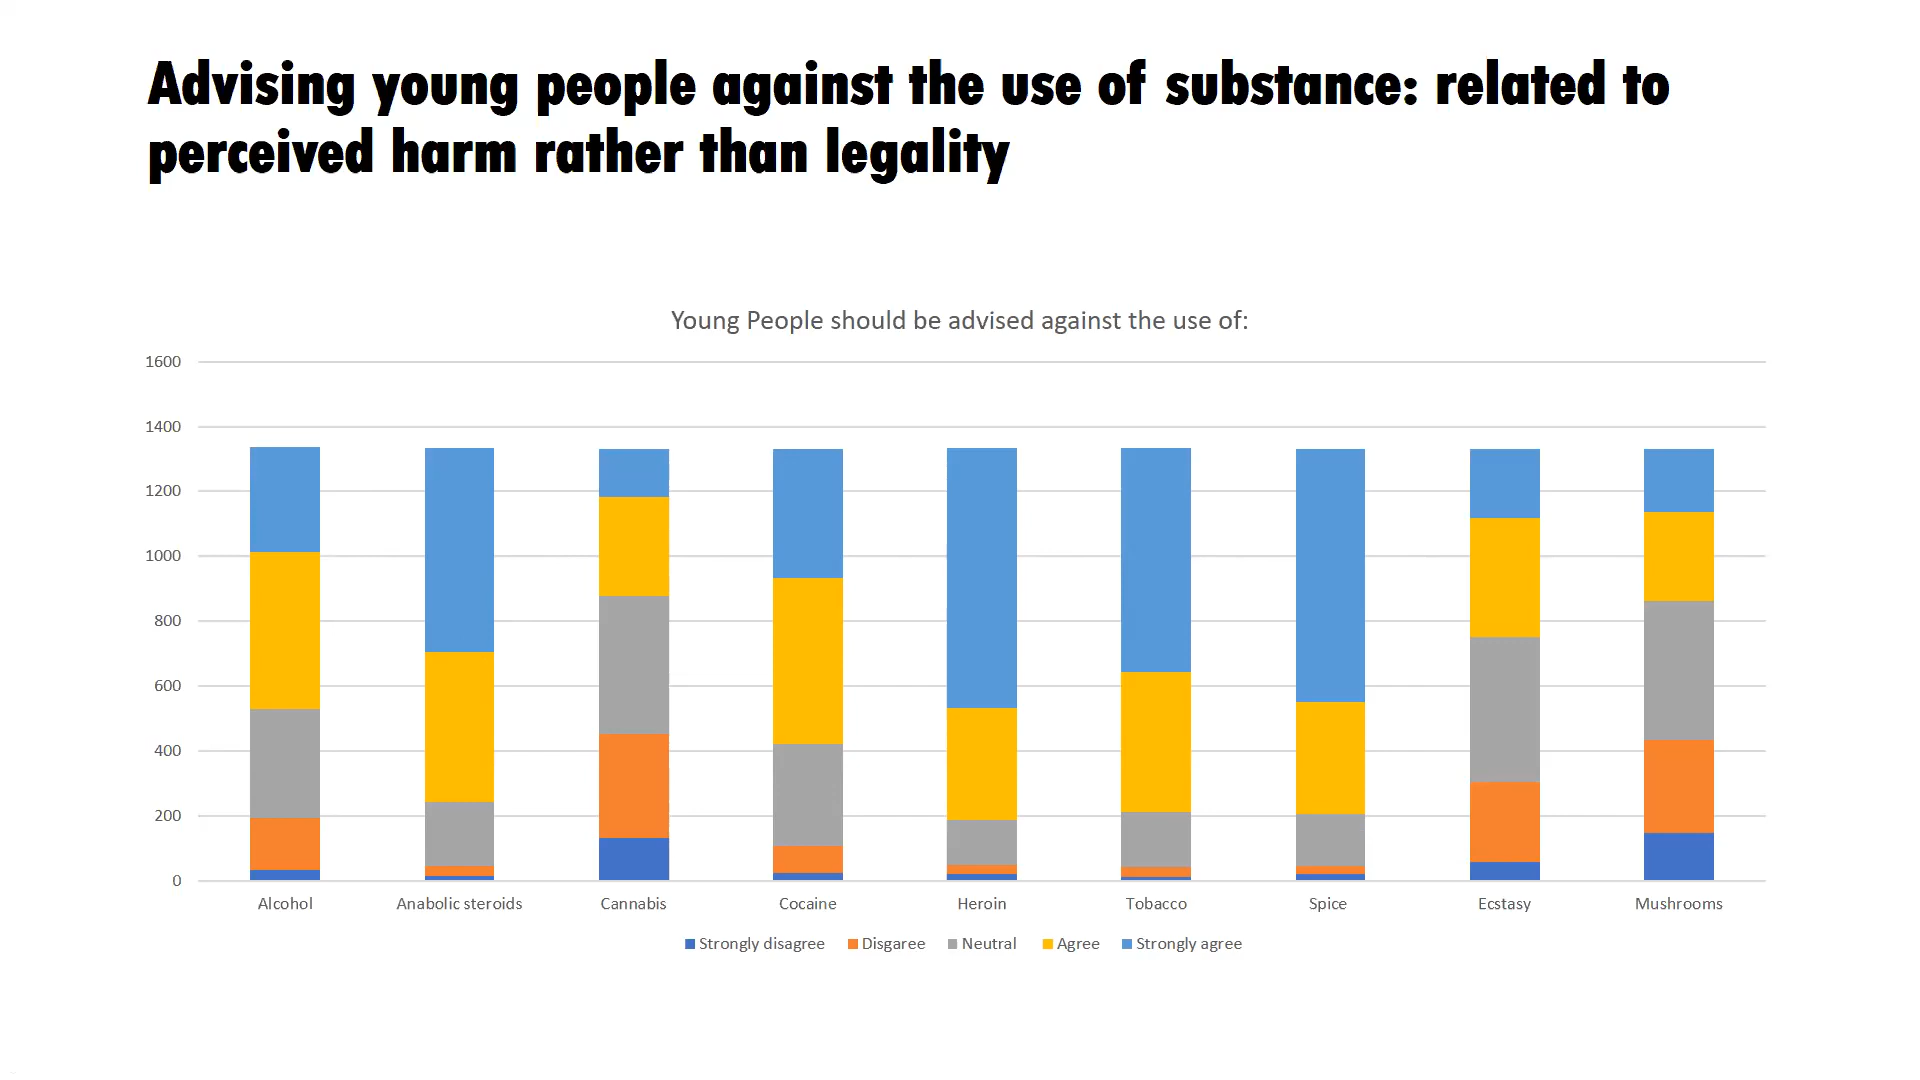 Advising young people against the use of substance: related to
perceived harm rather than legality
Young People should be advised against the use of:
1600
1400
1200
1000
800
600
400
200
0
Alcohol Anabolic steroids Cannabis Cocaine Heroin Tobacco Spice Ecstasy Mushrooms
Strongly disagree Disgaree Neutral Agree Strongly agree